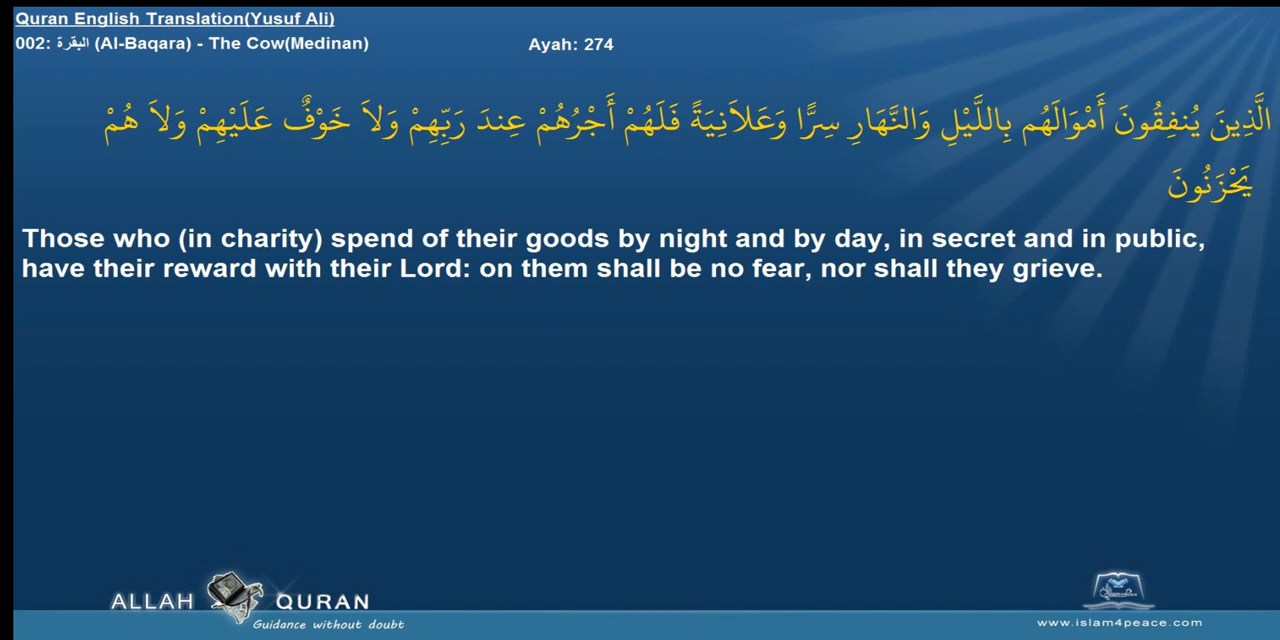 Quran English Translation(Yusuf Ali)
002: البقرة (Al-Baqara) - The Cow(Medinan) Ayah: 274
الَّذِينَ يُنفِقُونَ أَمْوَالَهُم بِاللَّيْلِ وَالنَّهَارِ سِرًّا وَعَلاَنِيَةً فَلَهُمْ أَجْرُهُمْ عِندَ رَبِّهِمْ وَلاَ خَوْفٌ عَلَيْهِمْ وَلاَ هُمْ
يَحْزَنُونَ
Those who (in charity) spend of their goods by night and by day, in secret and in public,
have their reward with their Lord: on them shall be no fear, nor shall they grieve.
ALLAH QURAN
Guidance without doubt
www.islam4peace.com